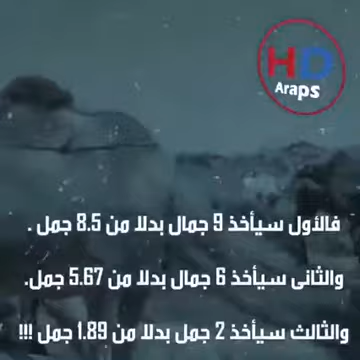 HD
Araps
فالأول سيأخذ 9 جمال بدلا من 8.5 جمل .
والثانى سيأخذ 6 جمال بدلا من 5.67 جمل.
والثالث سيأخذ 2 جمل بدلا من 1.89 جمل !!!